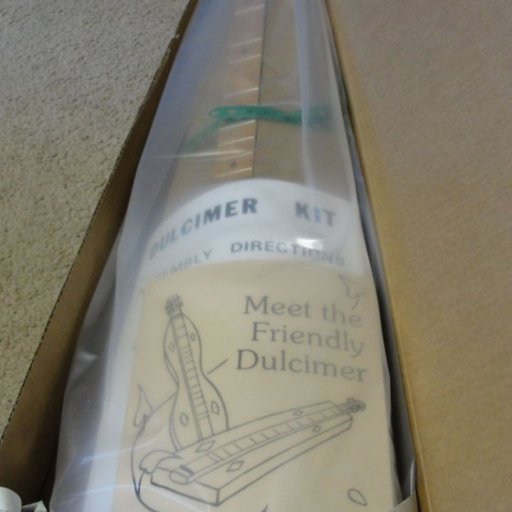 DULCIMER KIT
ASSEMBLY DIRECTIONS
Meet the
Friendly
Dulcimer